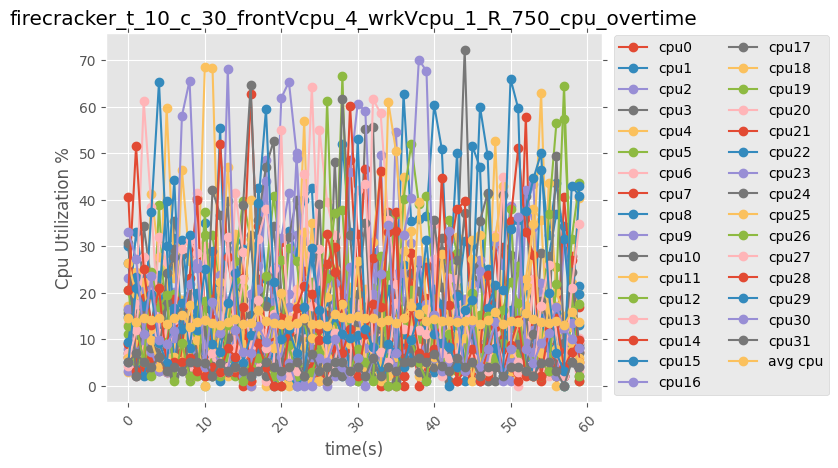 firecracker_t_10_c_30_frontVcpu_4_wrkVcpu_1_R_750_cpu_overtime
Cpu Utilization %
70
60
50
40
30
20
10
0
0
10
20
30
40
50
60
time(s)
cpu0
cpu1
cpu2
cpu3
cpu4
cpu5
cpu6
cpu7
cpu8
cpu9
cpu10
cpu11
cpu12
cpu13
cpu14
cpu15
cpu16
cpu17
cpu18
cpu19
cpu20
cpu21
cpu22
cpu23
cpu24
cpu25
cpu26
cpu27
cpu28
cpu29
cpu30
cpu31
avg cpu